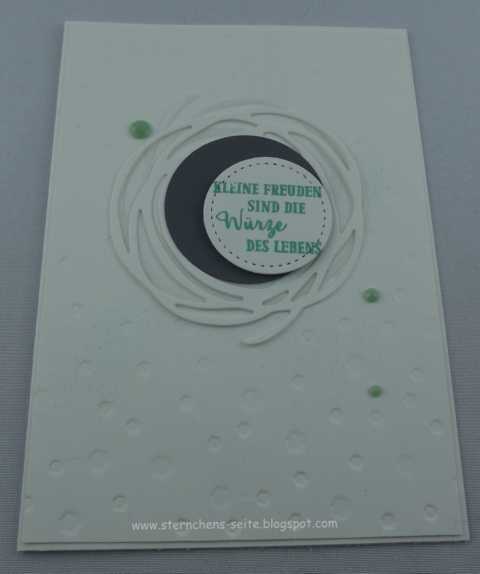 KLEINE FREUDEN
SIND DIE
Würze
DES LEBENS
www.sternchens-seite.blogspot.com